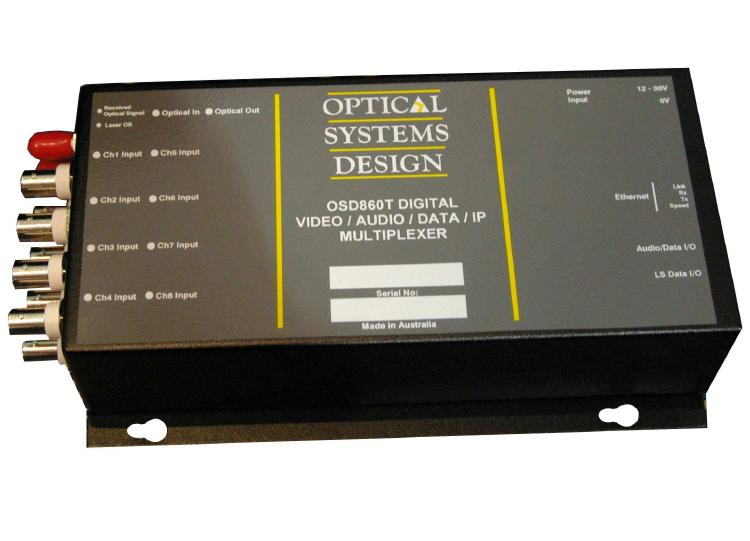 Received
Optical Signal
Optical In
Optical Out
Laser OK
Ch1 Input
Ch5 Input
Ch2 Input
Ch6 Input
Ch3 Input
Ch7 Input
Ch4 Input
Ch8 Input
OPTICAL
SYSTEMS
DESIGN
OSD860T DIGITAL
VIDEO / AUDIO / DATA / IP
MULTIPLEXER
Serial No:
Made in Australia
Power
Input
12 - 30V
0V
Ethernet
Link
Rx
Tx
Speed
Audio/Data I/O
LS Data I/O